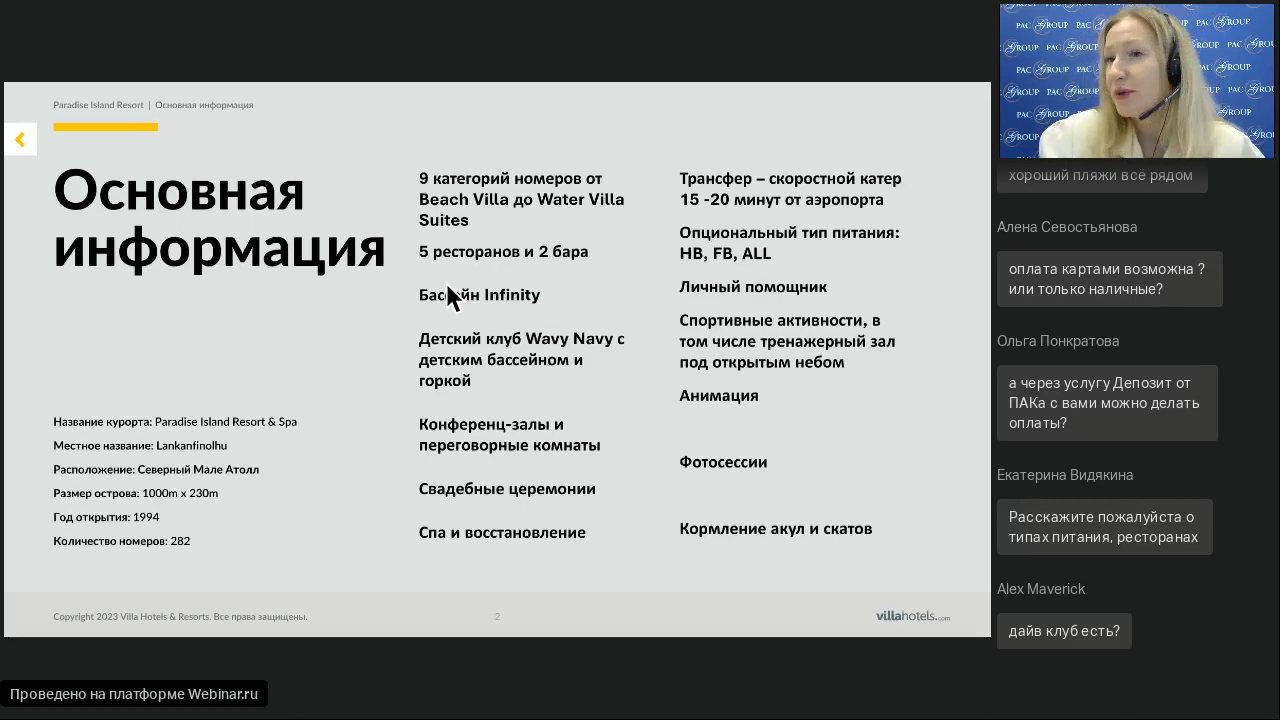 Paradise Island Resort | Основная информация
Основная
информация
Название курорта: Paradise Island Resort & Spa
Местное название: Lankanfinolhu
Расположение: Северный Мале Атолл
Размер острова: 1000m x 230m
Год открытия: 1994
Количество номеров: 282
9 категорий номеров от
Beach Villa до Water Villa
Suites
5 ресторанов и 2 бара
Бассейн Infinity
Детский клуб Wavy Navy с
детским бассейном и
горкой
Конференц-залы и
переговорные комнаты
Свадебные церемонии
Спа и восстановление
Трансфер – скоростной катер
15 -20 минут от аэропорта
Опциональный тип питания:
HB, FB, ALL
Личный помощник
Спортивные активности, в
том числе тренажерный зал
под открытым небом
Анимация
Фотосессии
Кормление акул и скатов
Copyright 2023 Villa Hotels & Resorts. Все права защищены.
2
villahotels.com
PAC GROUP
хороший пляжи всё рядом
Алена Севостьянова
оплата картами возможна ?
или только наличные?
Ольга Понкратова
а через услугу Депозит от
ПАКа с вами можно делать
оплаты?
Екатерина Видякина
Расскажите пожалуйста о
типах питания, ресторанах
Alex Maverick
дайв клуб есть?
Проведено на платформе Webinar.ru